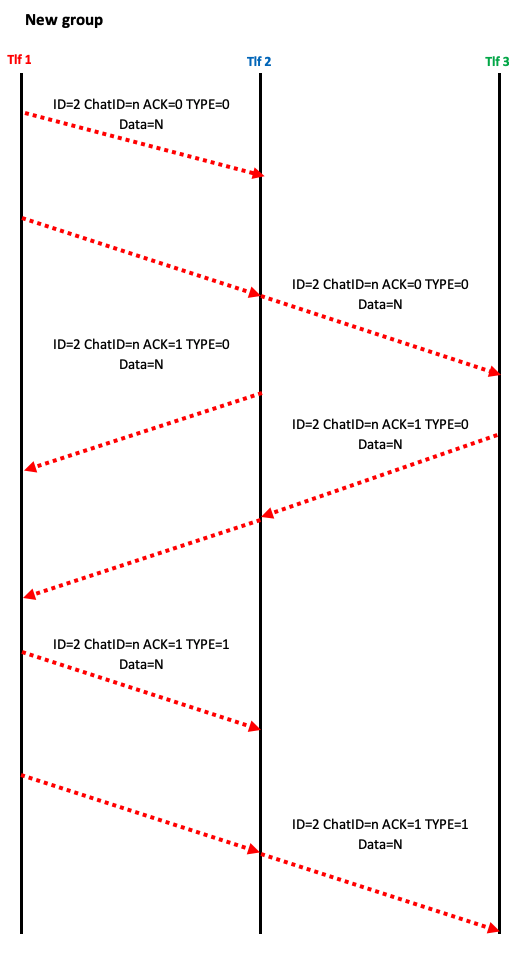 New group
Tlf 1
Tlf 2
Tlf 3
ID=2 ChatID=n ACK=0 TYPE=0
Data=N
ID=2 ChatID=n ACK=0 TYPE=0
Data=N
ID=2 ChatID=n ACK=1 TYPE=0
Data=N
ID=2 ChatID=n ACK=1 TYPE=0
Data=N
ID=2 ChatID=n ACK=1 TYPE=1
Data=N
ID=2 ChatID=n ACK=1 TYPE=1
Data=N